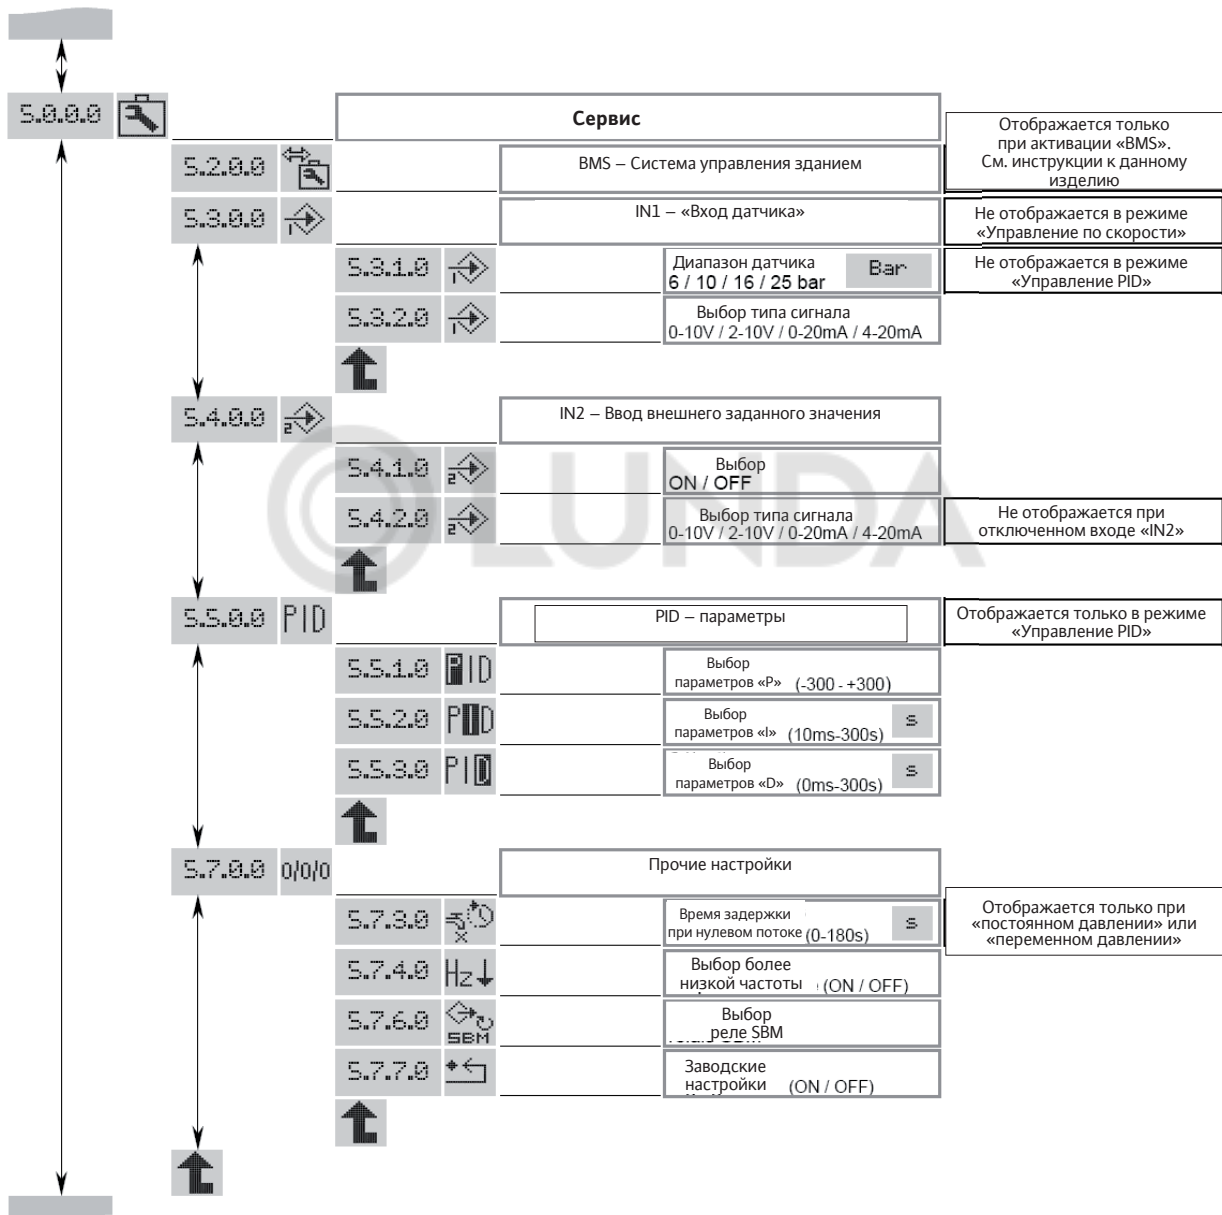 5.0.0.0
Сервис
Отображается только
при активации «BMS».
См. инструкции к данному
изделию
5.2.0.0
BMS – Система управления зданием
5.3.0.0
IN1 – «Вход датчика»
Не отображается в режиме
«Управление по скорости»
5.3.1.0
Диапазон датчика
6 / 10 / 16 / 25 bar
Bar
Не отображается в режиме
«Управление PID»
5.3.2.0
Выбор типа сигнала
0-10V / 2-10V / 0-20mA / 4-20mA
5.4.0.0
2
IN2 – Ввод внешнего заданного значения
5.4.1.0
2
Выбор
ON / OFF
5.4.2.0
2
Выбор типа сигнала
0-10V / 2-10V / 0-20mA / 4-20mA
Не отображается при
отключенном входе «IN2»
LUNDA
5.5.0.0
PID
PID – параметры
Отображается только в режиме
«Управление PID»
5.5.1.0
PID
Выбор
параметров «P» (-300 - +300)
5.5.2.0
PID
Выбор
параметров «I» (10ms-300s)
s
5.5.3.0
PID
Выбор
параметров «D» (0ms-300s)
s
5.7.0.0
0/0/0
Прочие настройки
5.7.3.0
Время задержки
при нулевом потоке (0-180s)
s
Отображается только при
«постоянном давлении» или
«переменном давлении»
5.7.4.0
Hz
Выбор более
низкой частоты (ON / OFF)
5.7.6.0
SBM
Выбор
реле SBM
5.7.7.0
Заводские
настройки (ON / OFF)